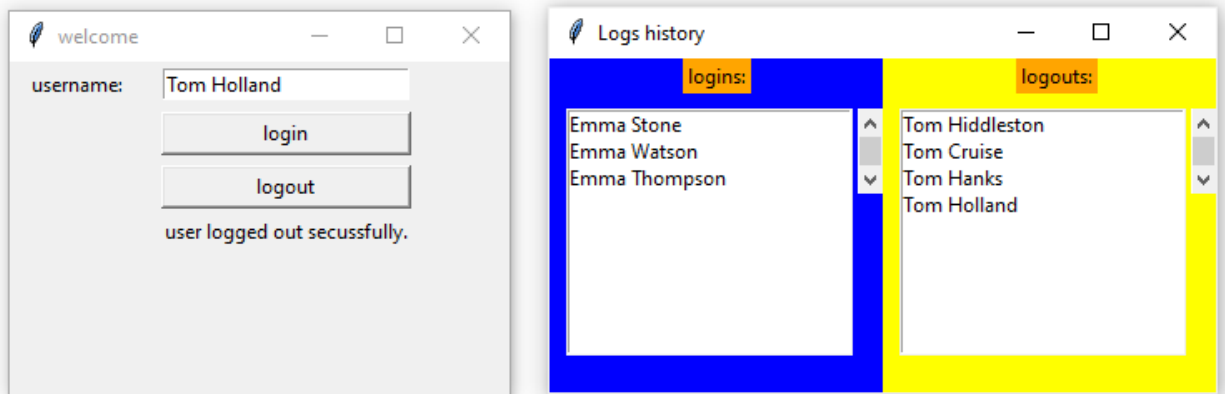 welcome
username:
Tom Holland
login
logout
user logged out secussfully.
Logs history
logins:
Emma Stone
Emma Watson
Emma Thompson
logouts:
Tom Hiddleston
Tom Cruise
Tom Hanks
Tom Holland